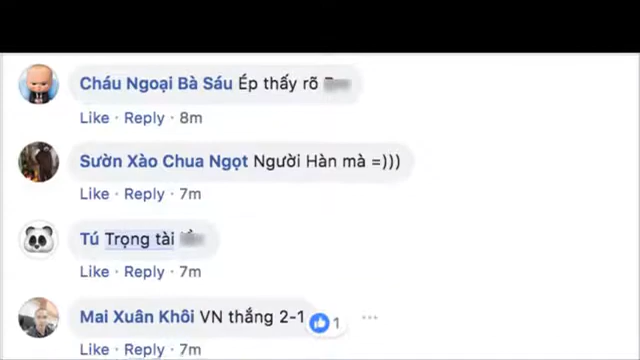 Cháu Ngoại Bà Sáu Ép thấy rõ
Like · Reply · 8m
Sườn Xào Chua Ngọt Người Hàn mà =)))
Like · Reply · 7m
Tú Trọng tài
Like · Reply · 7m
Mai Xuân Khôi VN thắng 2-1
1
Like · Reply · 7m